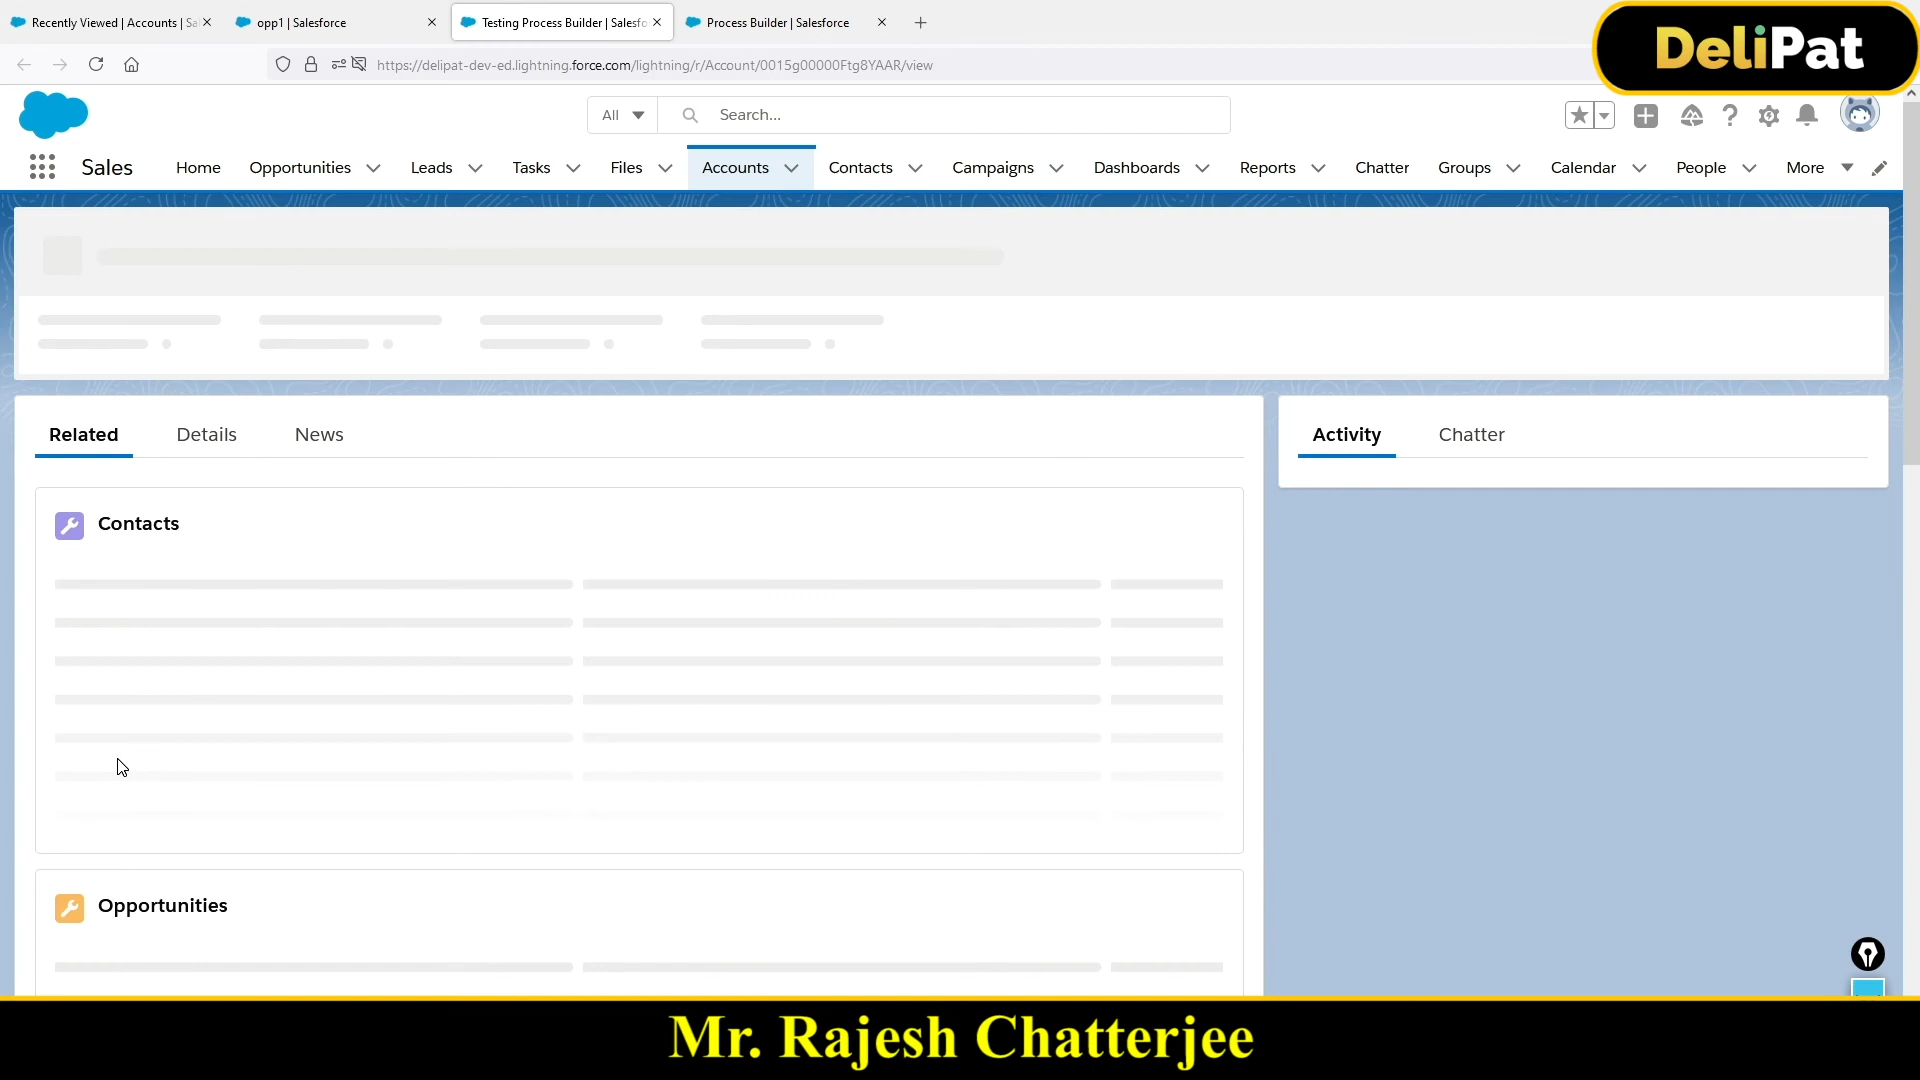 Recently Viewed | Accounts | Sal
opp1 | Salesforce
Testing Process Builder | Salesfo
Process Builder | Salesforce
https://delipat-dev-ed.lightning.force.com/lightning/r/Account/0015g00000Ftg8YAAR/view
DeliPat
All
Search...
Sales
Home
Opportunities
Leads
Tasks
Files
Accounts
Contacts
Campaigns
Dashboards
Reports
Chatter
Groups
Calendar
People
More
Related
Details
News
Activity
Chatter
Contacts
Opportunities
Mr. Rajesh Chatterjee